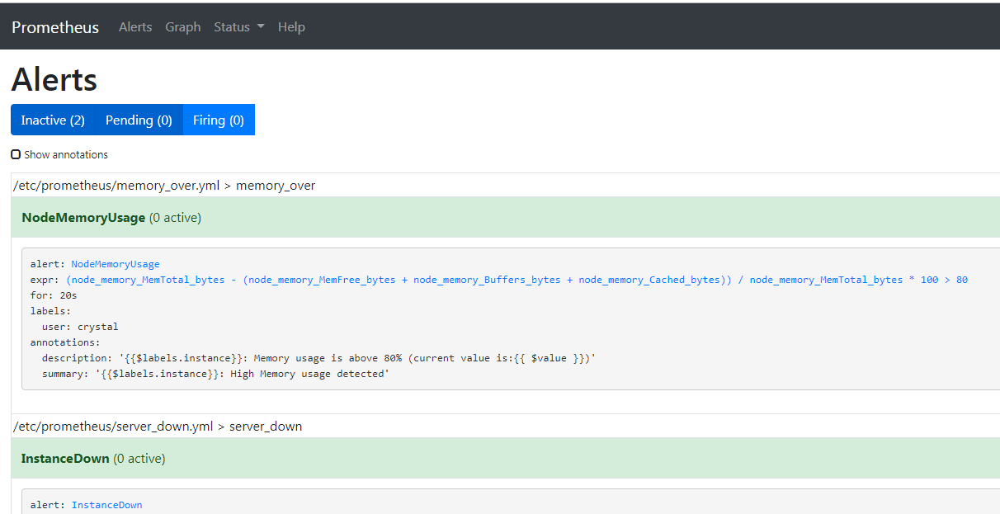 Prometheus Alerts Graph Status Help
Alerts
Inactive (2) Pending (0) Firing (0)
Show annotations
/etc/prometheus/memory_over.yml > memory_over
NodeMemoryUsage (0 active)
alert: NodeMemoryUsage
expr: (node_memory_MemTotal_bytes - (node_memory_MemFree_bytes + node_memory_Buffers_bytes + node_memory_Cached_bytes)) / node_memory_MemTotal_bytes * 100 > 80
for: 20s
labels:
  user: crystal
annotations:
  description: '{{$labels.instance}}: Memory usage is above 80% (current value is:{{ $value }})'
  summary: '{{$labels.instance}}: High Memory usage detected'
/etc/prometheus/server_down.yml > server_down
InstanceDown (0 active)
alert: InstanceDown